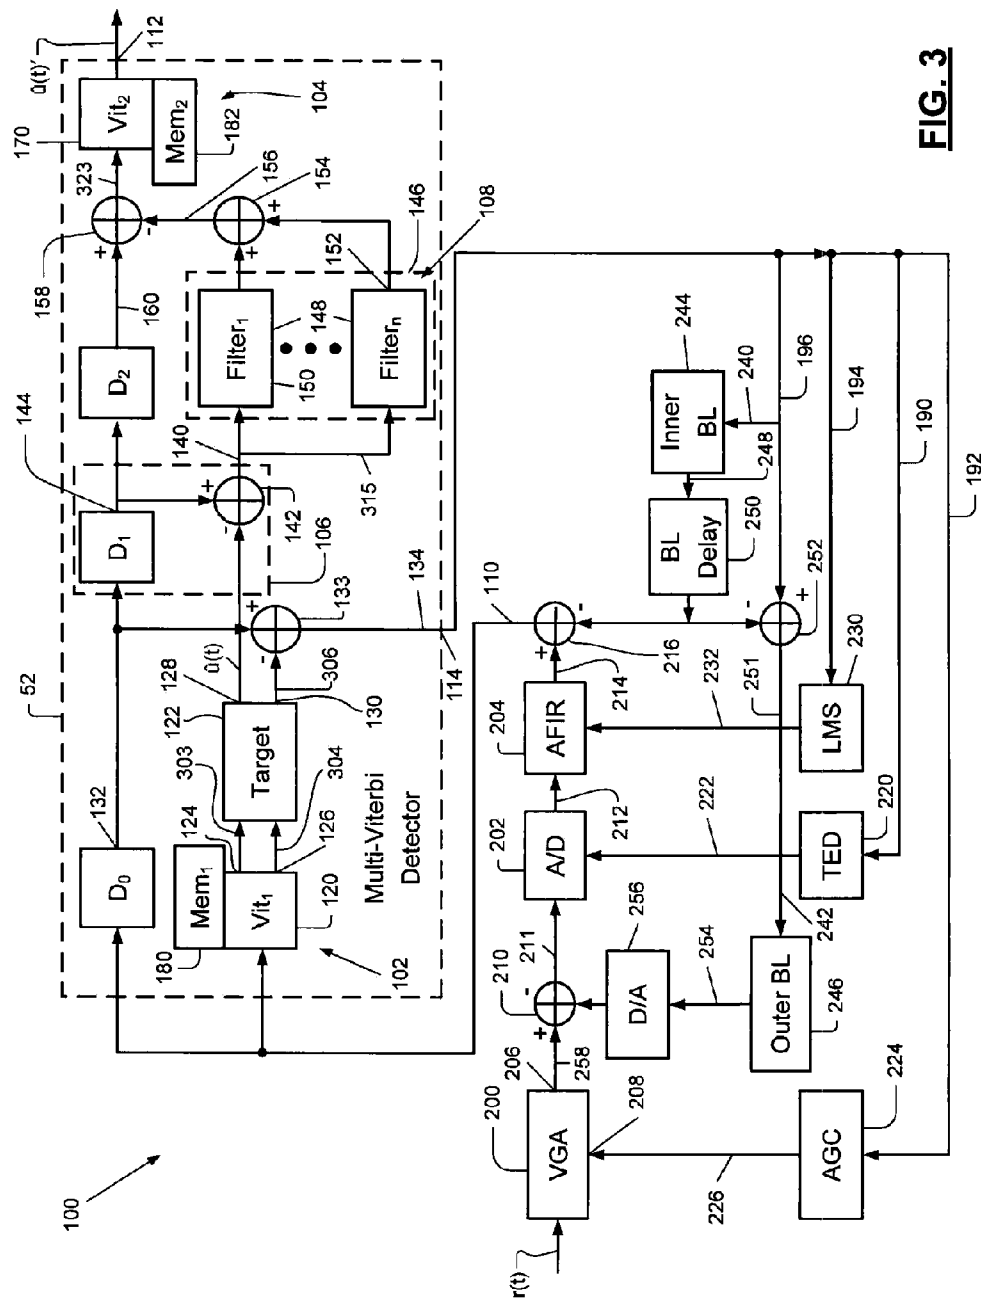 FIG. 3
100
52
û(t)′
112
170
Vit₂
Mem₂
182
104
323
156
154
158
160
144
D₂
D₁
140
142
106
315
Filter₁
150
148
Filterₙ
152
146
108
132
D₀
û(t)
128
122
Target
303
304
124
126
130
306
133
134
114
Mem₁
Vit₁
180
120
102
Multi-Viterbi
Detector
110
216
214
204
AFIR
232
212
202
A/D
222
211
210
256
D/A
254
206
258
200
VGA
208
226
r(t)
AGC
224
Outer BL
246
242
TED
220
LMS
230
251
252
BL
Delay
250
248
Inner
BL
244
240
196
194
190
192
+
+
-
+
+
-
+
-
+
-
+
-
-
+